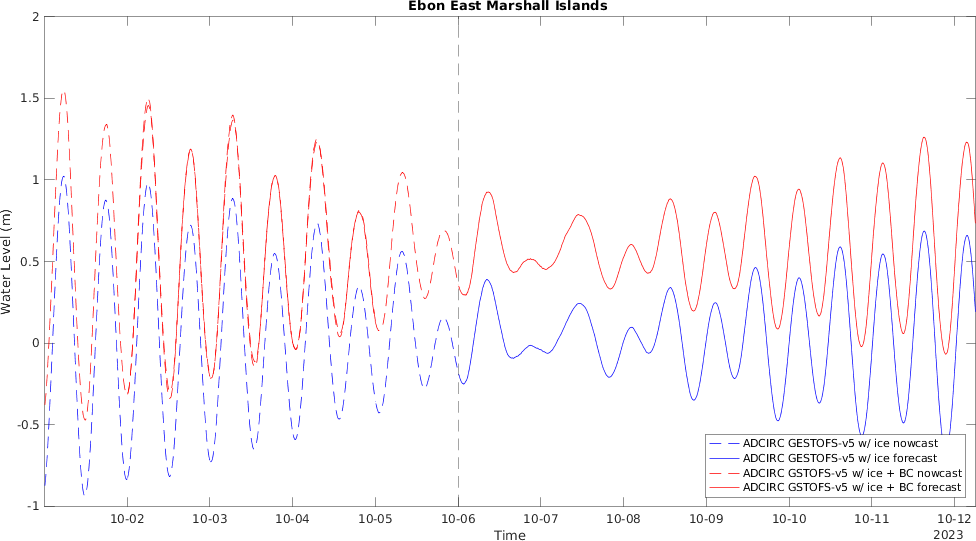 Ebon East Marshall Islands
2
1.5
1
0.5
0
-0.5
-1
Water Level (m)
10-02 10-03 10-04 10-05 10-06 10-07 10-08 10-09 10-10 10-11 10-12
Time
2023
ADCIRC GESTOFS-v5 w/ ice nowcast
ADCIRC GESTOFS-v5 w/ ice forecast
ADCIRC GSTOFS-v5 w/ ice + BC nowcast
ADCIRC GSTOFS-v5 w/ ice + BC forecast